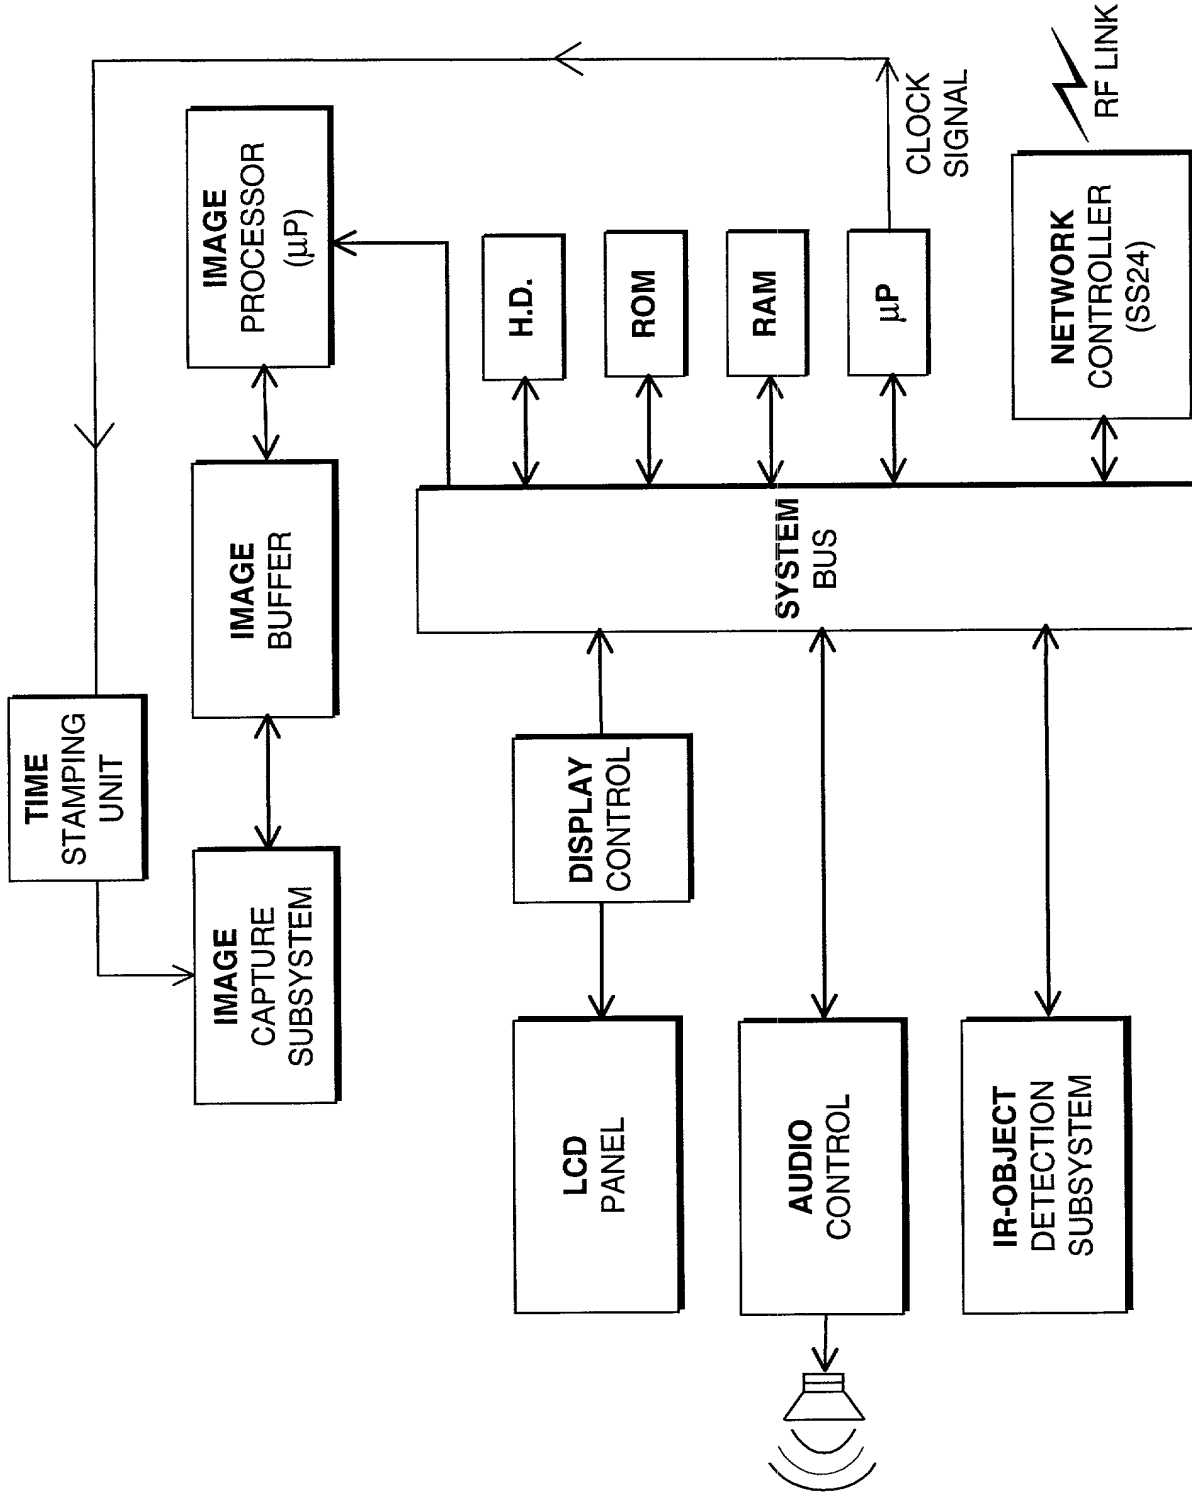 TIME
STAMPING
UNIT
IMAGE
CAPTURE
SUBSYSTEM
IMAGE
BUFFER
IMAGE
PROCESSOR
(µP)
LCD
PANEL
DISPLAY
CONTROL
H.D.
ROM
RAM
µP
CLOCK
SIGNAL
SYSTEM
BUS
AUDIO
CONTROL
IR-OBJECT
DETECTION
SUBSYSTEM
NETWORK
CONTROLLER
(SS24)
RF LINK